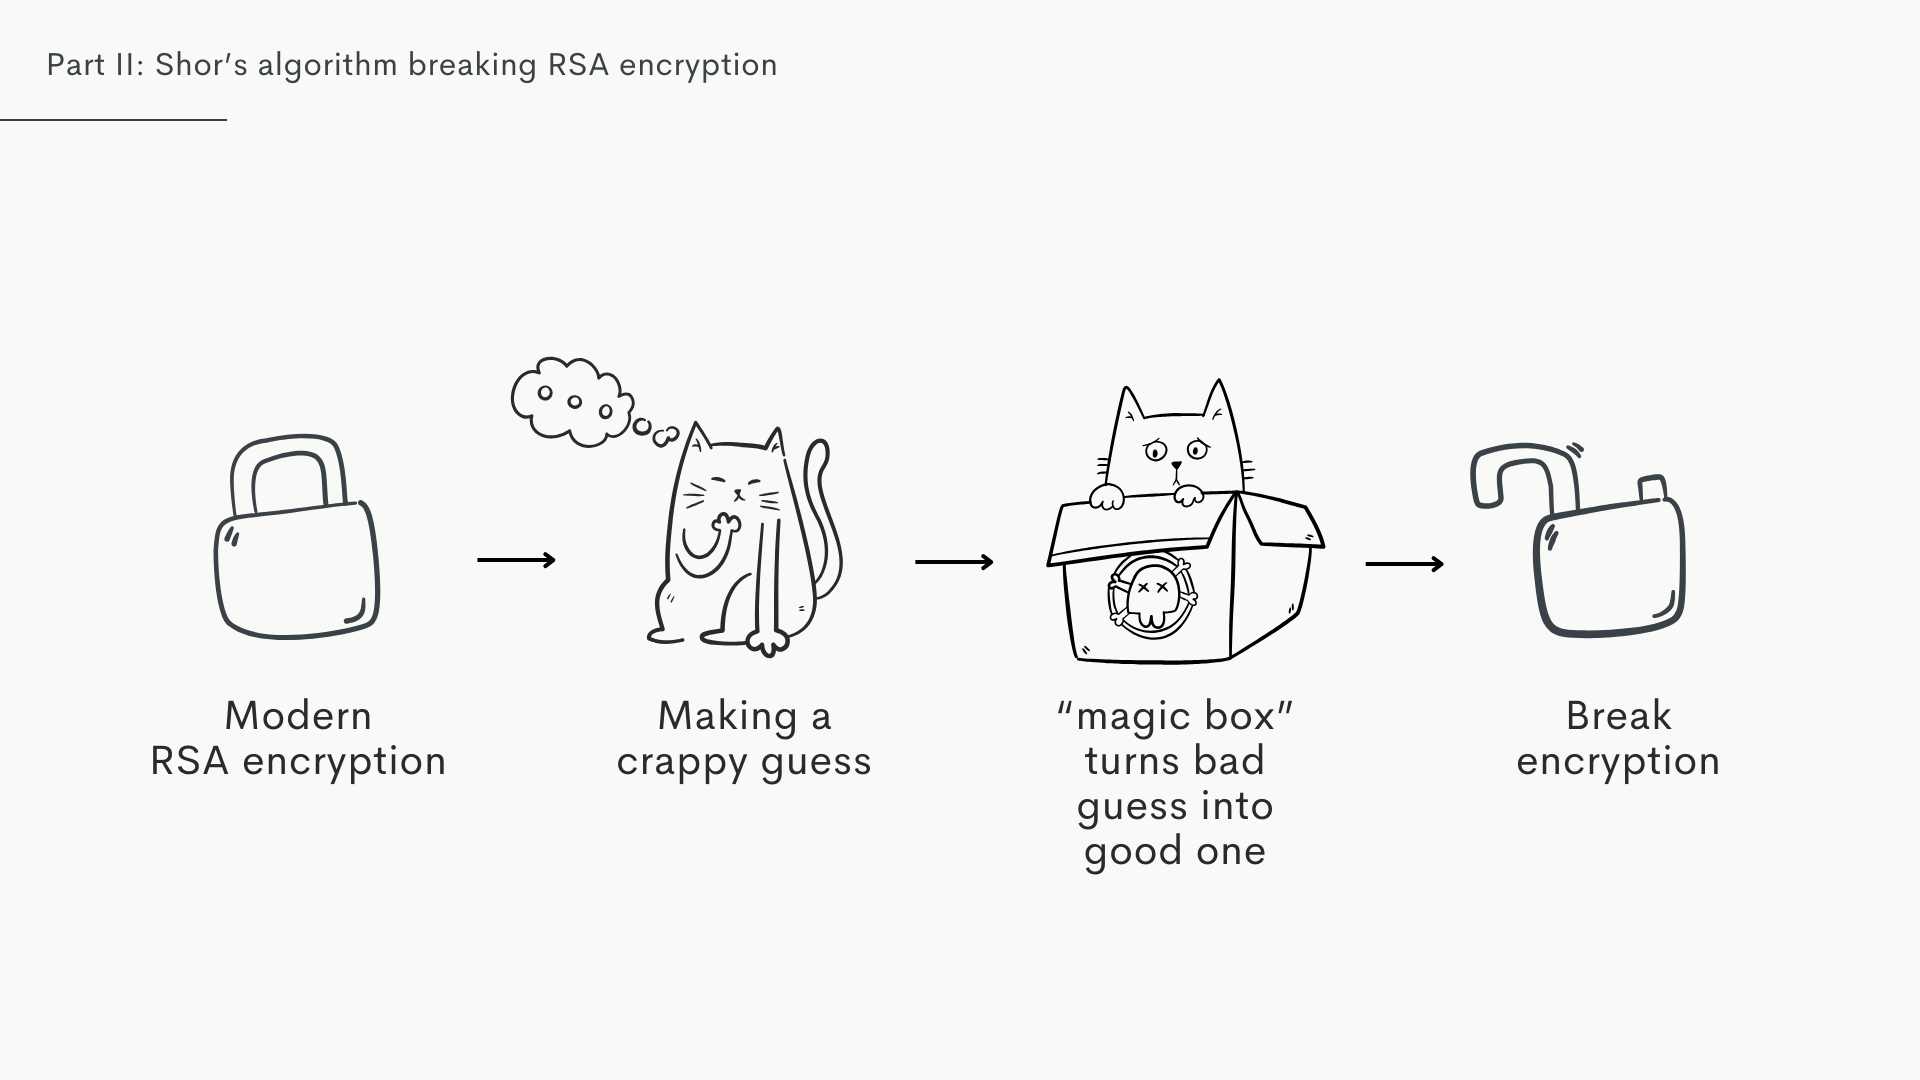 Part II: Shor’s algorithm breaking RSA encryption
Modern
RSA encryption
Making a
crappy guess
“magic box”
turns bad
guess into
good one
Break
encryption